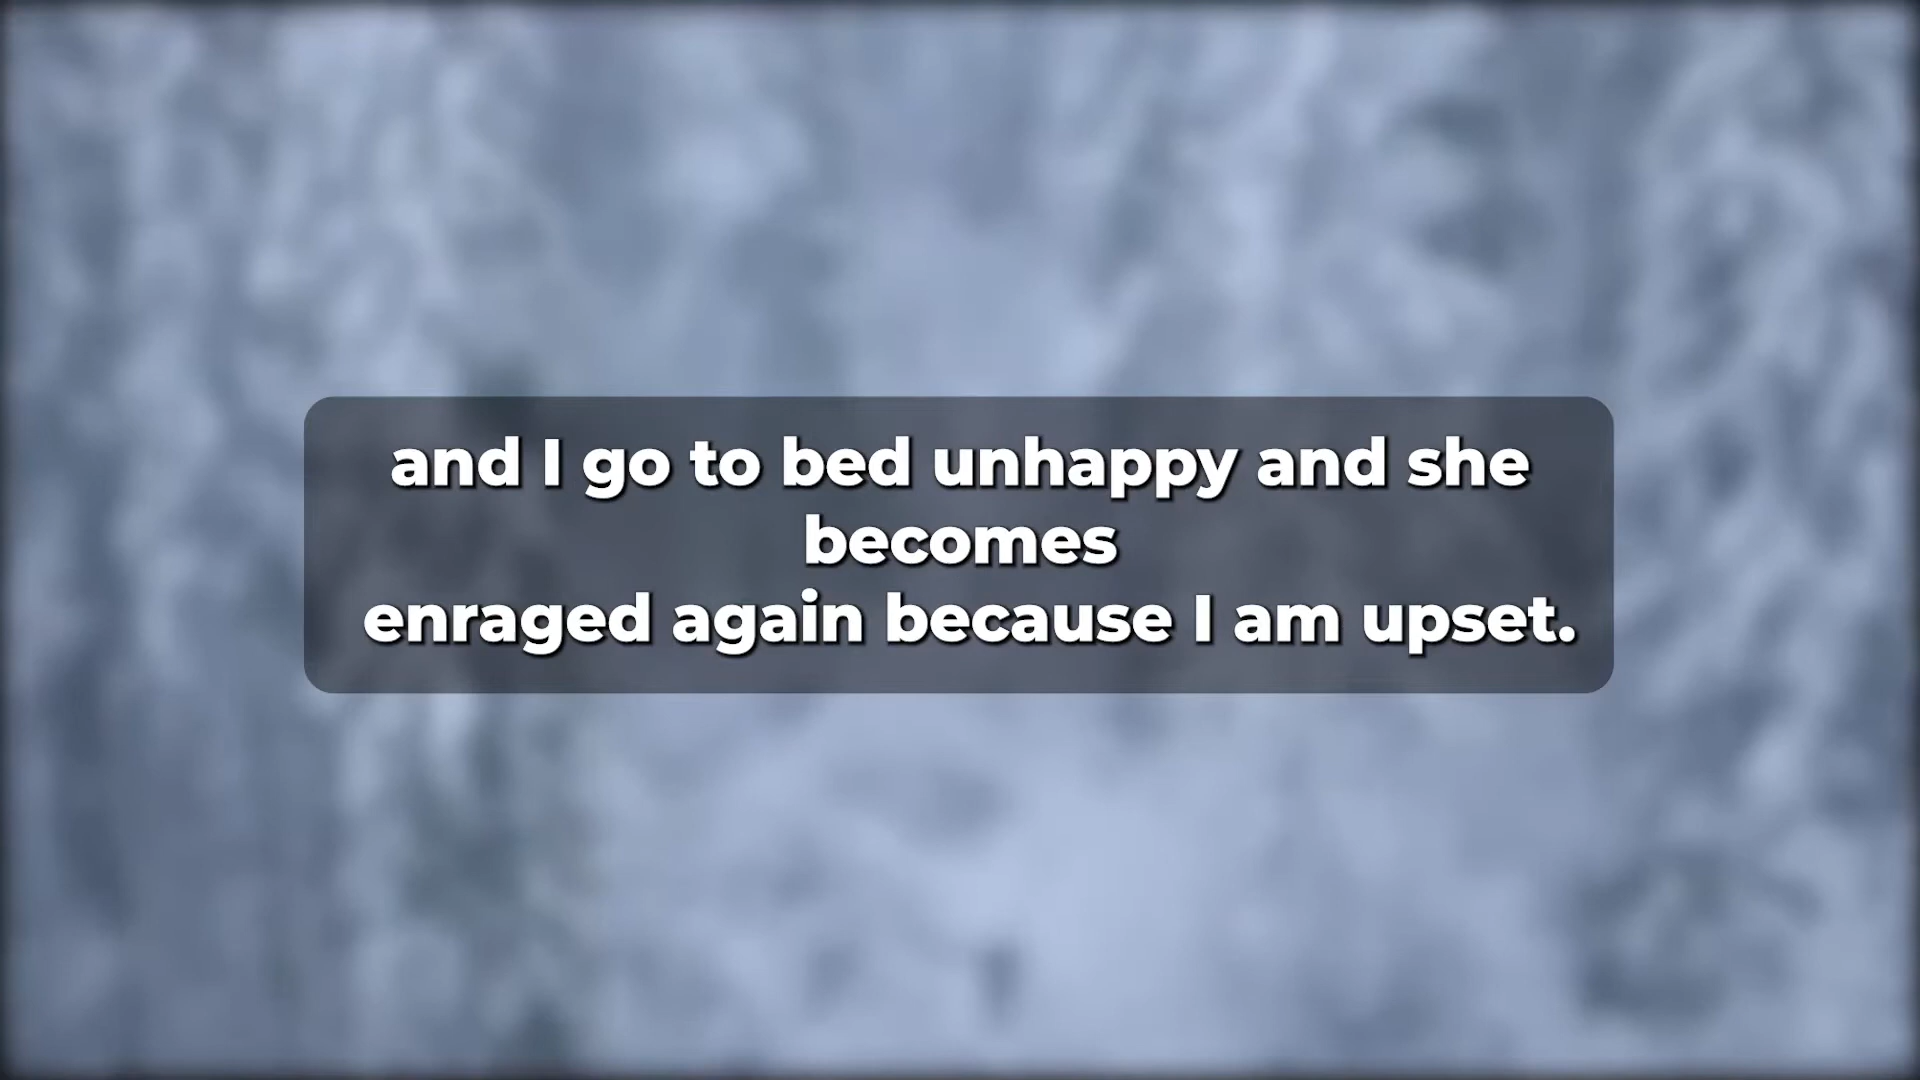 and I go to bed unhappy and she
becomes
enraged again because I am upset.